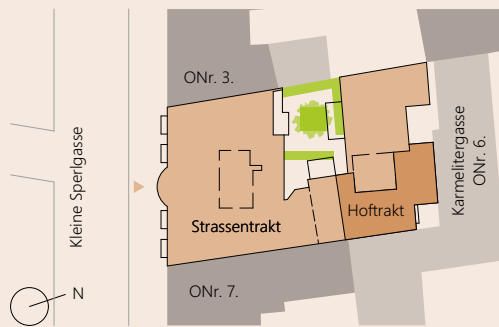 ONr. 3.
Kleine Sperlgasse
Strassentrakt
Hoftrakt
Karmelitergasse
ONr. 6.
ONr. 7.
N